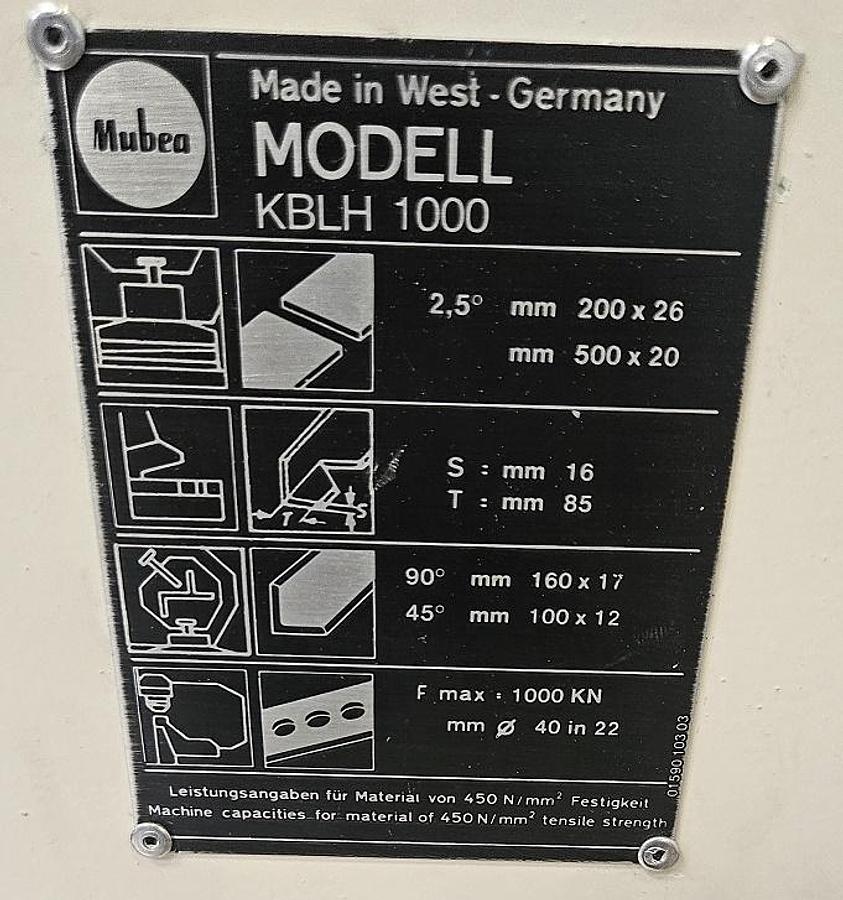 Mubea
Made in West-Germany
MODELL
KBLH 1000
2,5° mm 200 x 26
mm 500 x 20
S : mm 16
T : mm 85
T S
90° mm 160 x 17
45° mm 100 x 12
F max : 1000 KN
mm Ø 40 in 22
01590 103 03
Leistungsangaben für Material von 450 N/mm² Festigkeit
Machine capacities for material of 450 N/mm² tensile strength